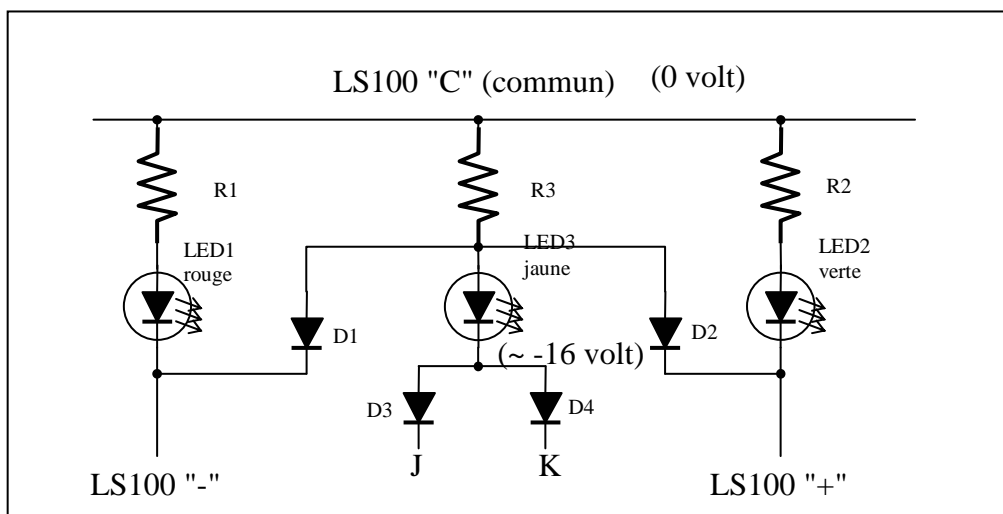 LS100 "C" (commun) (0 volt)
R1
R3
R2
LED1
rouge
LED3
jaune
LED2
verte
D1
D2
(~ -16 volt)
D3
D4
J
K
LS100 "-"
LS100 "+"